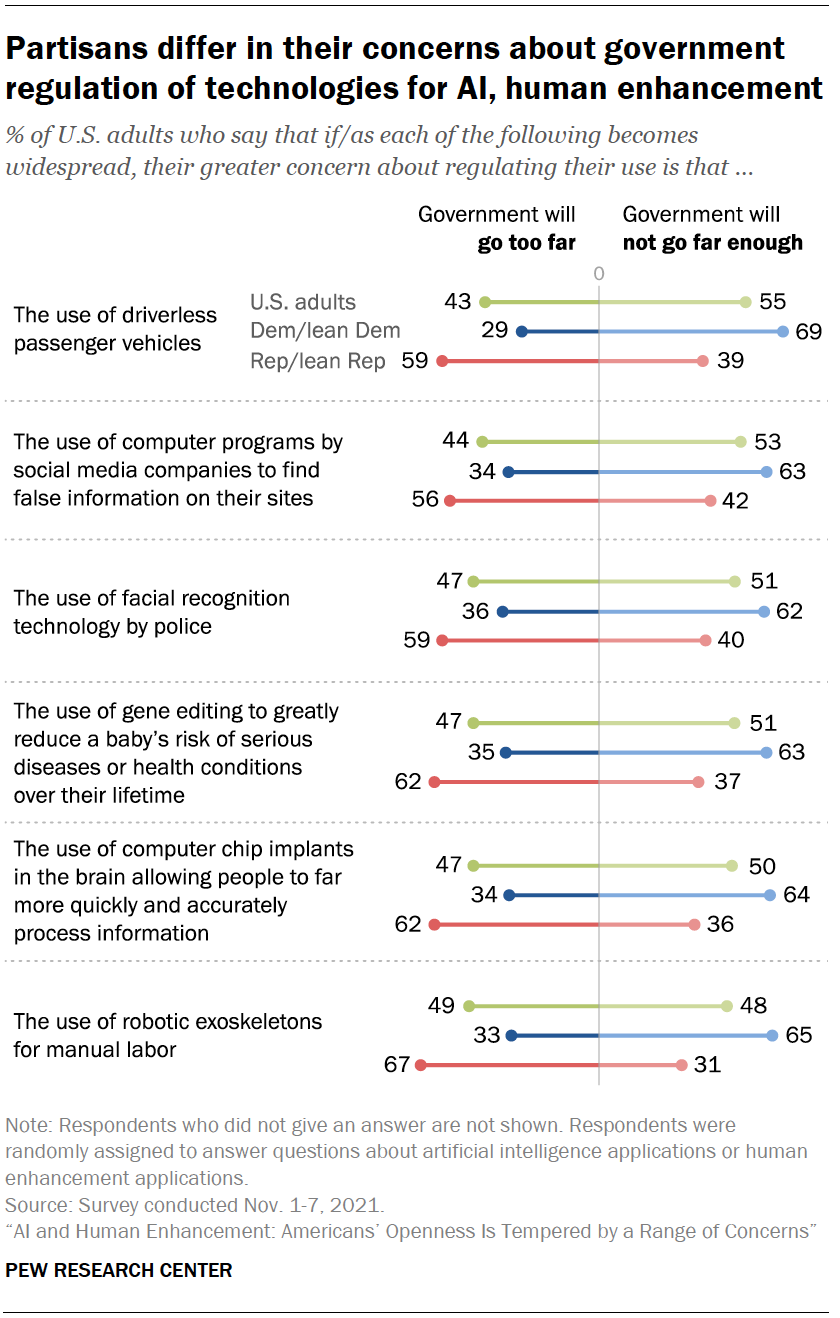 Partisans differ in their concerns about government
regulation of technologies for AI, human enhancement
% of U.S. adults who say that if/as each of the following becomes
widespread, their greater concern about regulating their use is that ...
Government will
go too far
Government will
not go far enough
0
The use of driverless
passenger vehicles
U.S. adults 43 55
Dem/lean Dem 29 69
Rep/lean Rep 59 39
The use of computer programs by
social media companies to find
false information on their sites
44 53
34 63
56 42
The use of facial recognition
technology by police
47 51
36 62
59 40
The use of gene editing to greatly
reduce a baby's risk of serious
diseases or health conditions
over their lifetime
47 51
35 63
62 37
The use of computer chip implants
in the brain allowing people to far
more quickly and accurately
process information
47 50
34 64
62 36
The use of robotic exoskeletons
for manual labor
49 48
33 65
67 31
Note: Respondents who did not give an answer are not shown. Respondents were
randomly assigned to answer questions about artificial intelligence applications or human
enhancement applications.
Source: Survey conducted Nov. 1-7, 2021.
“AI and Human Enhancement: Americans’ Openness Is Tempered by a Range of Concerns”
PEW RESEARCH CENTER